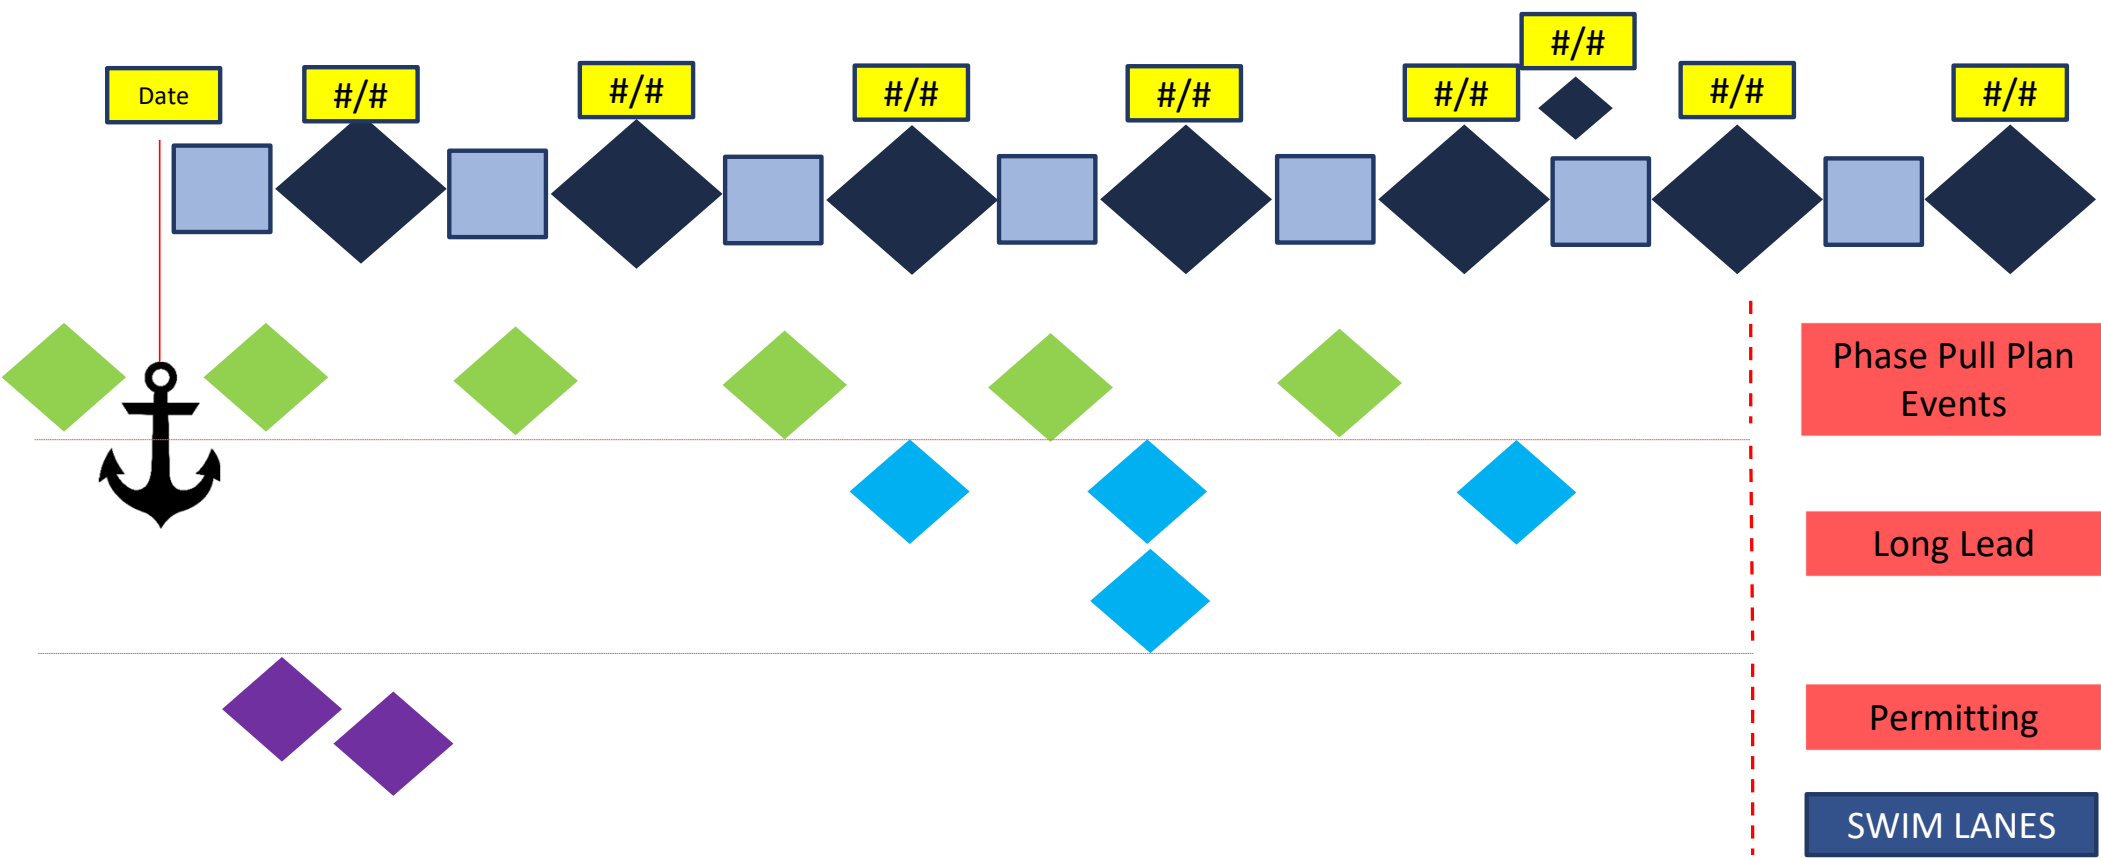 #/#
Date
#/#
#/#
#/#
#/#
#/#
#/#
#/#
Phase Pull Plan
Events
Long Lead
Permitting
SWIM LANES